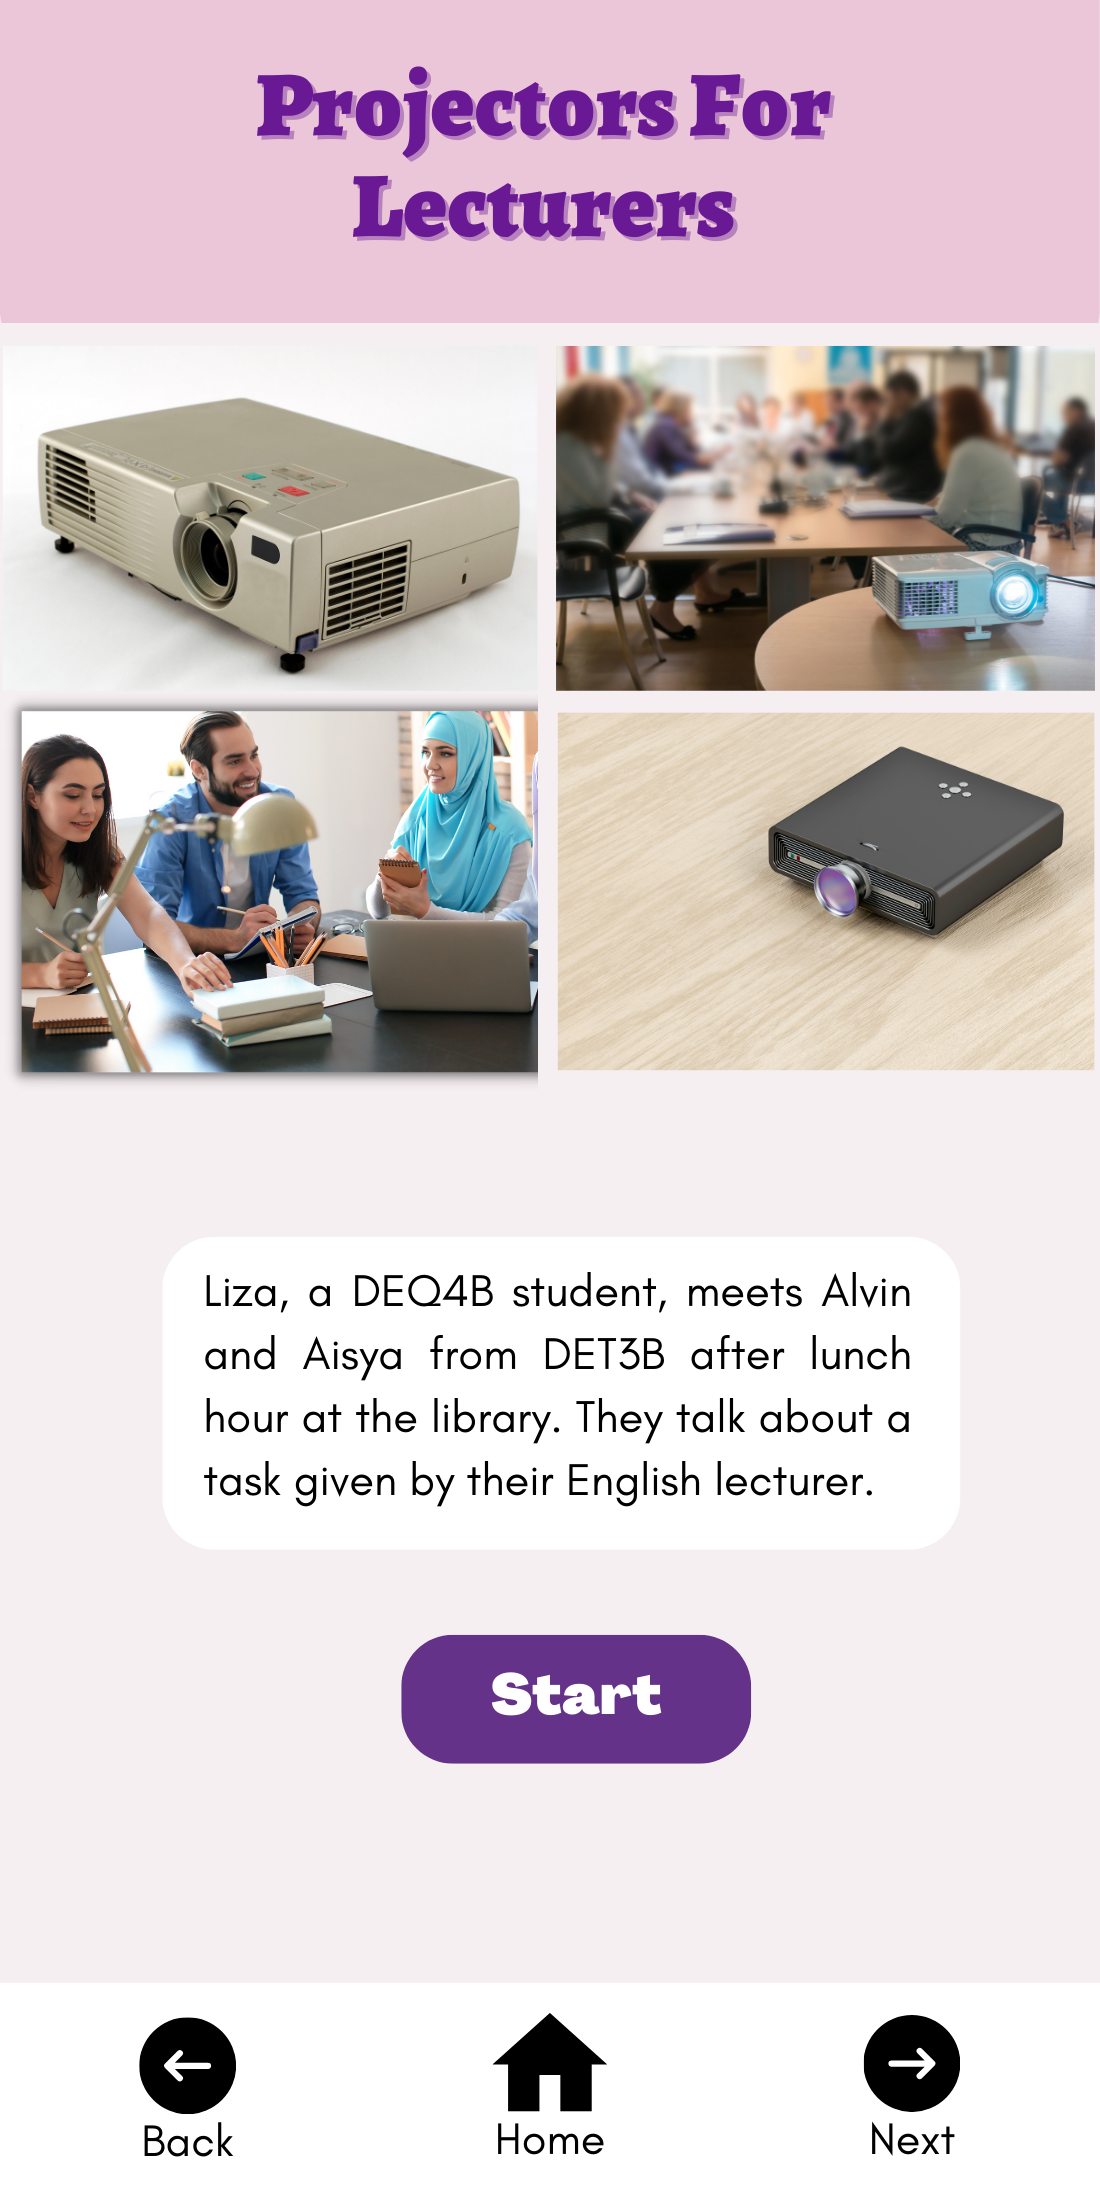 Projectors For
Lecturers
Liza, a DEQ4B student, meets Alvin
and Aisya from DET3B after lunch
hour at the library. They talk about a
task given by their English lecturer.
Start
Back
Home
Next